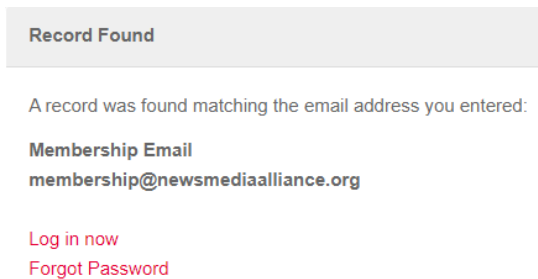 Record Found
A record was found matching the email address you entered:
Membership Email
membership@newsmediaalliance.org
Log in now
Forgot Password